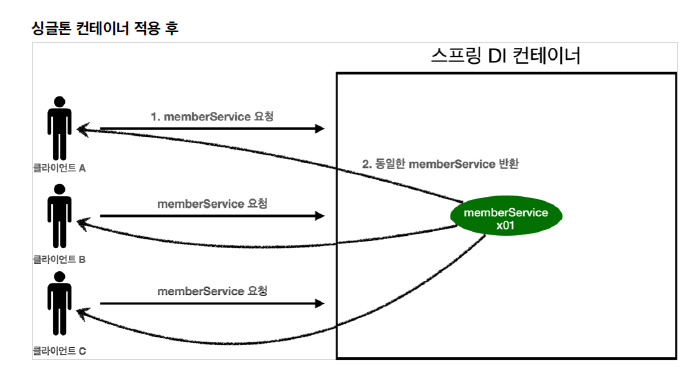 싱글톤 컨테이너 적용 후
스프링 DI 컨테이너
1. memberService 요청
클라이언트 A
2. 동일한 memberService 반환
memberService 요청
memberService
x01
클라이언트 B
memberService 요청
클라이언트 C